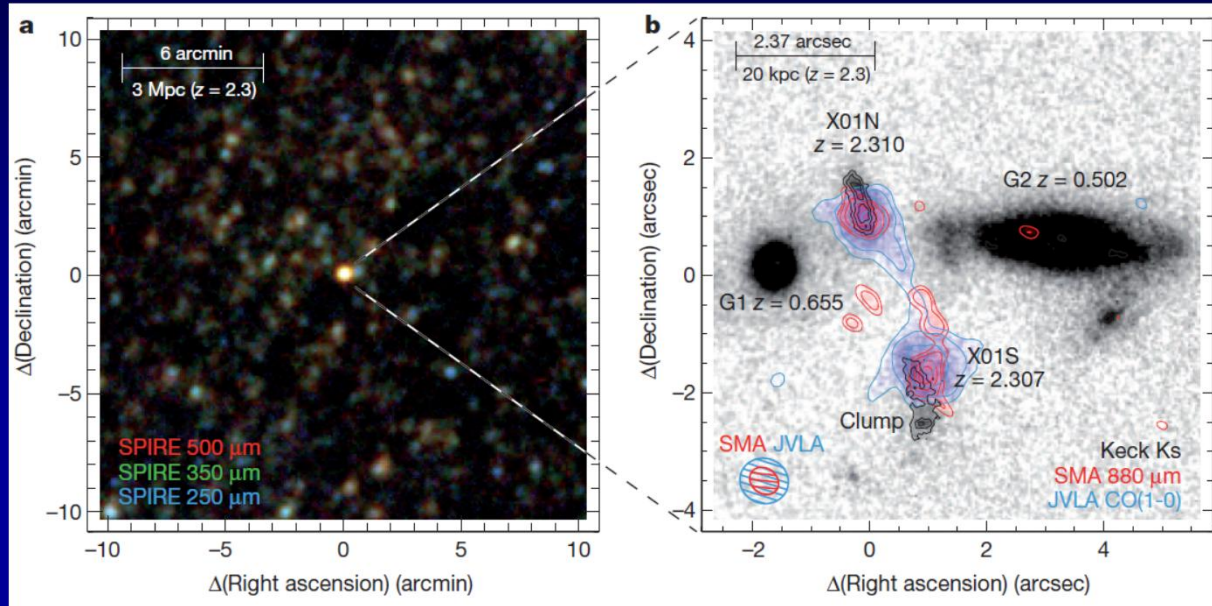 a
6 arcmin
3 Mpc (z = 2.3)
10
5
0
−5
−10
Δ(Declination) (arcmin)
SPIRE 500 μm
SPIRE 350 μm
SPIRE 250 μm
−10
−5
0
5
10
Δ(Right ascension) (arcmin)
b
2.37 arcsec
20 kpc (z = 2.3)
X01N
z = 2.310
G2 z = 0.502
G1 z = 0.655
X01S
z = 2.307
Clump
SMA JVLA
Keck Ks
SMA 880 μm
JVLA CO(1-0)
4
2
0
−2
−4
Δ(Declination) (arcsec)
−2
0
2
4
Δ(Right ascension) (arcsec)